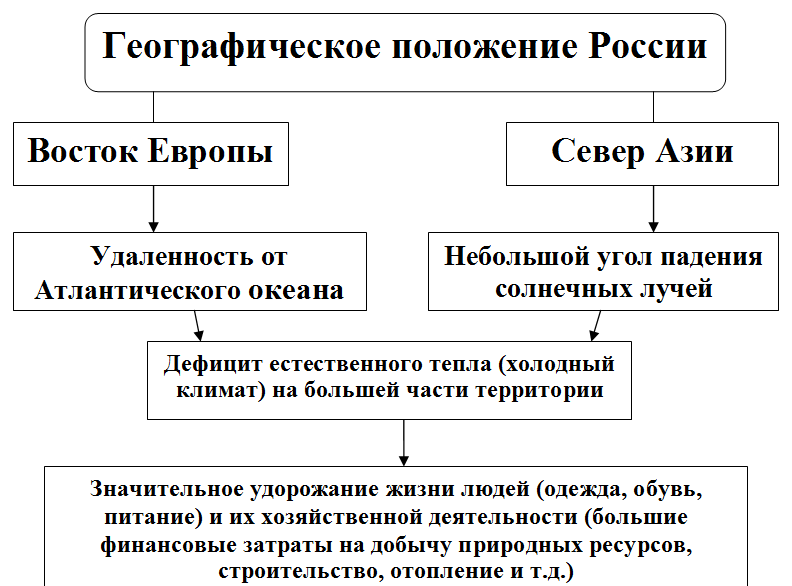 Географическое положение России
Восток Европы
Север Азии
Удаленность от
Атлантического океана
Небольшой угол падения
солнечных лучей
Дефицит естественного тепла (холодный
климат) на большей части территории
Значительное удорожание жизни людей (одежда, обувь,
питание) и их хозяйственной деятельности (большие
финансовые затраты на добычу природных ресурсов,
строительство, отопление и т.д.)